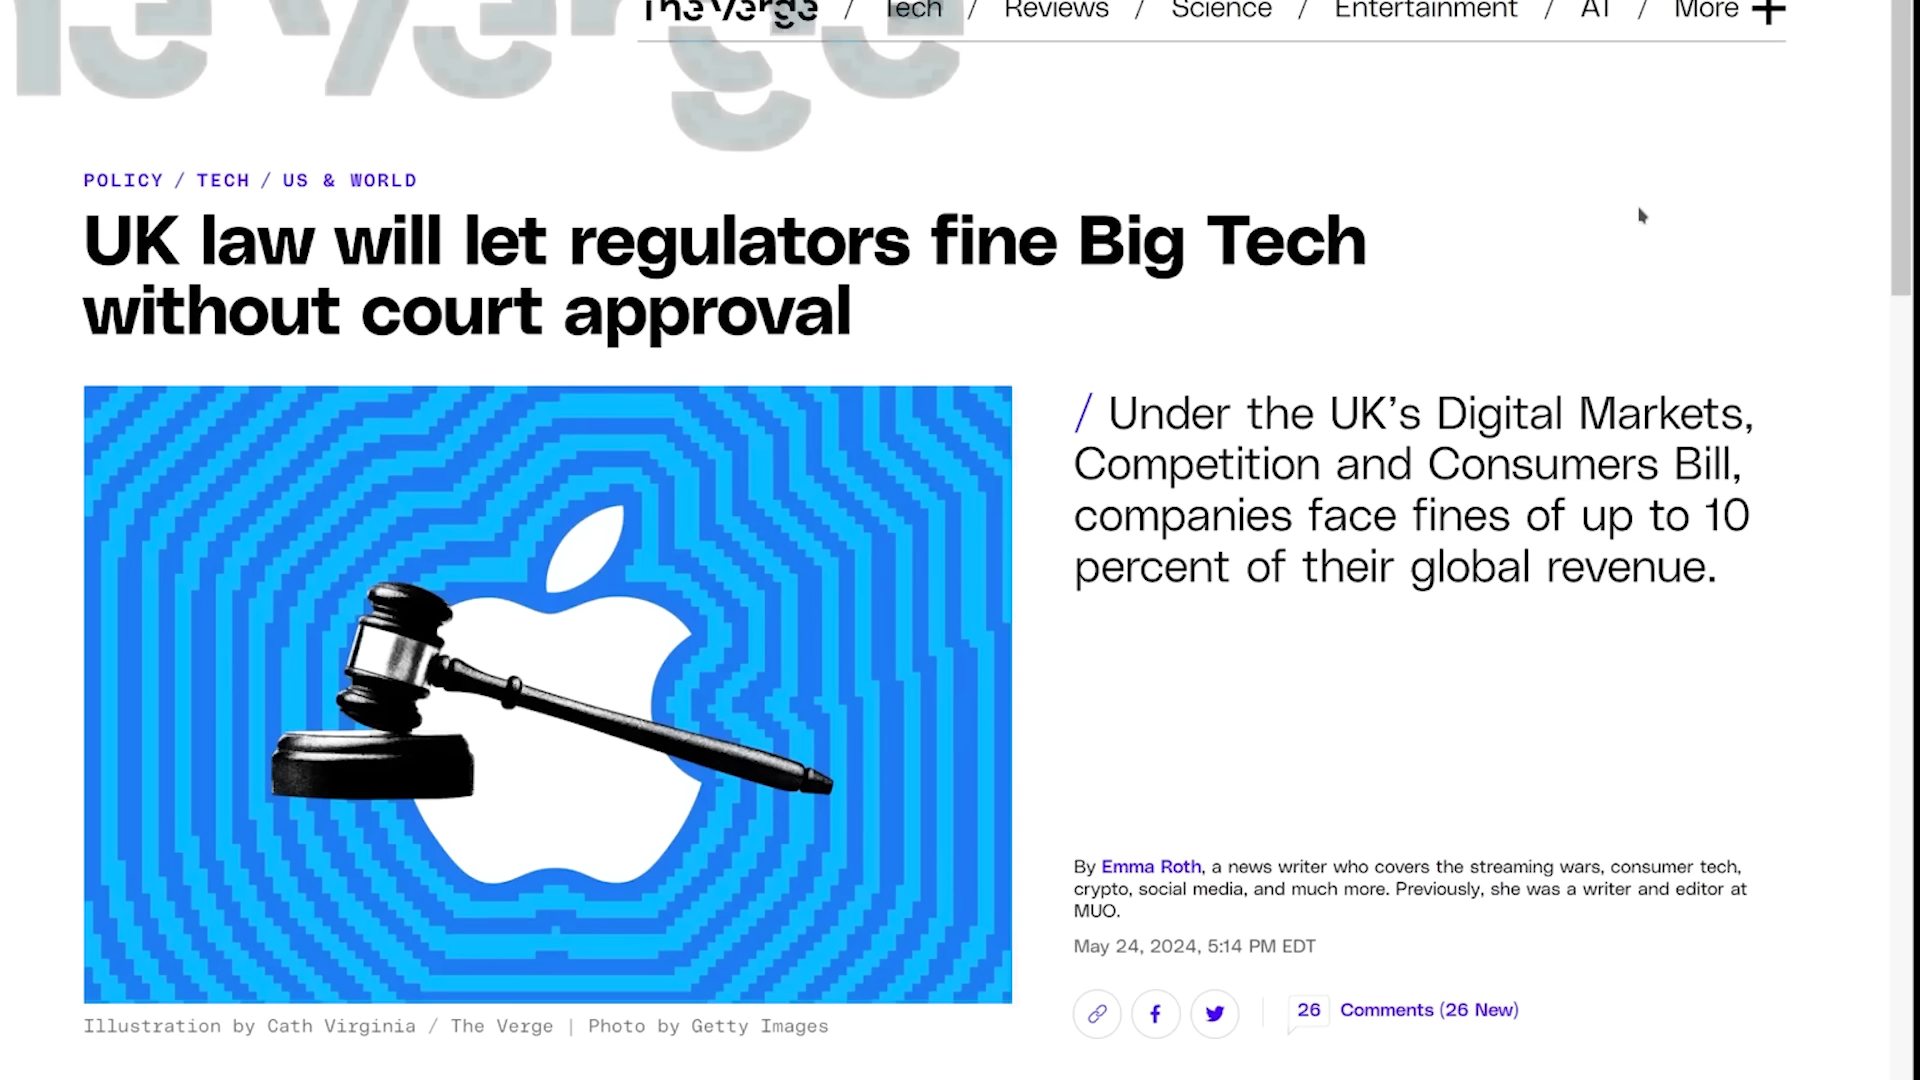 The Verge
The Verge / Tech / Reviews / Science / Entertainment / AI / More +
POLICY / TECH / US & WORLD
UK law will let regulators fine Big Tech
without court approval
/ Under the UK’s Digital Markets,
Competition and Consumers Bill,
companies face fines of up to 10
percent of their global revenue.
By Emma Roth, a news writer who covers the streaming wars, consumer tech,
crypto, social media, and much more. Previously, she was a writer and editor at
MUO.
May 24, 2024, 5:14 PM EDT
26 Comments (26 New)
Illustration by Cath Virginia / The Verge | Photo by Getty Images